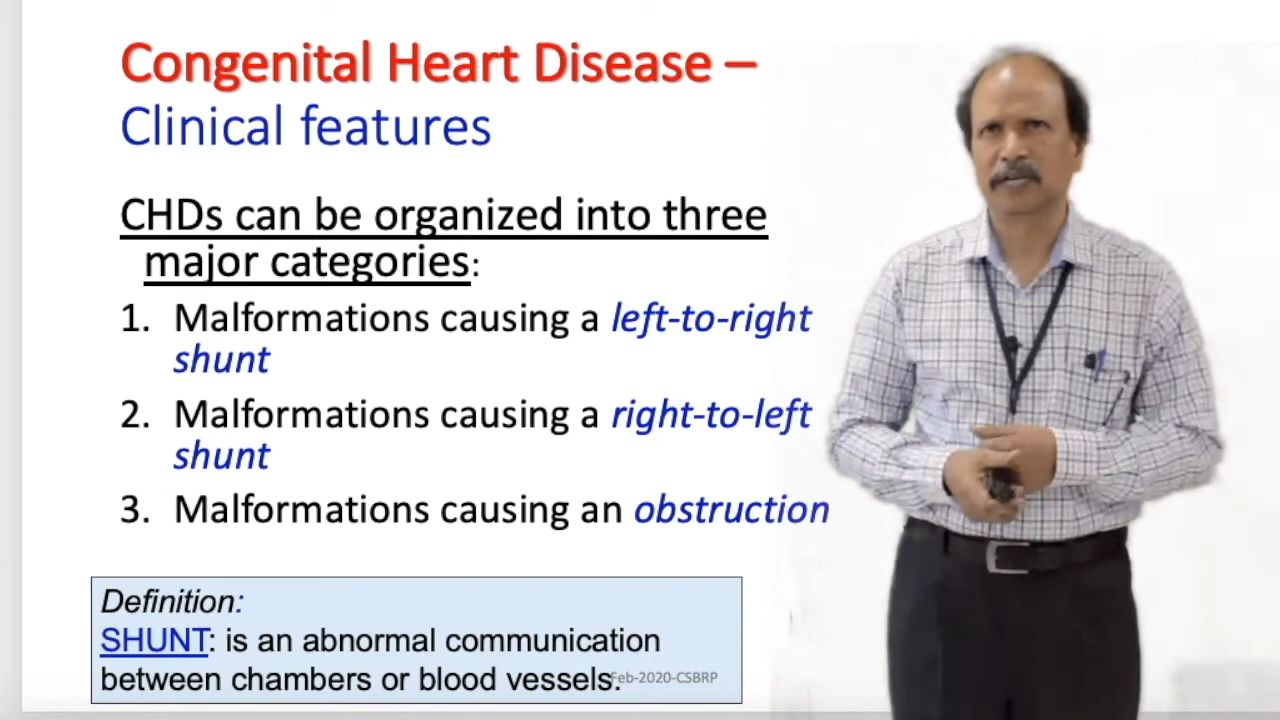 Congenital Heart Disease –
Clinical features
CHDs can be organized into three
major categories:
1. Malformations causing a left-to-right
shunt
2. Malformations causing a right-to-left
shunt
3. Malformations causing an obstruction
Definition:
SHUNT: is an abnormal communication
between chambers or blood vessels.
Feb-2020-CSBRP